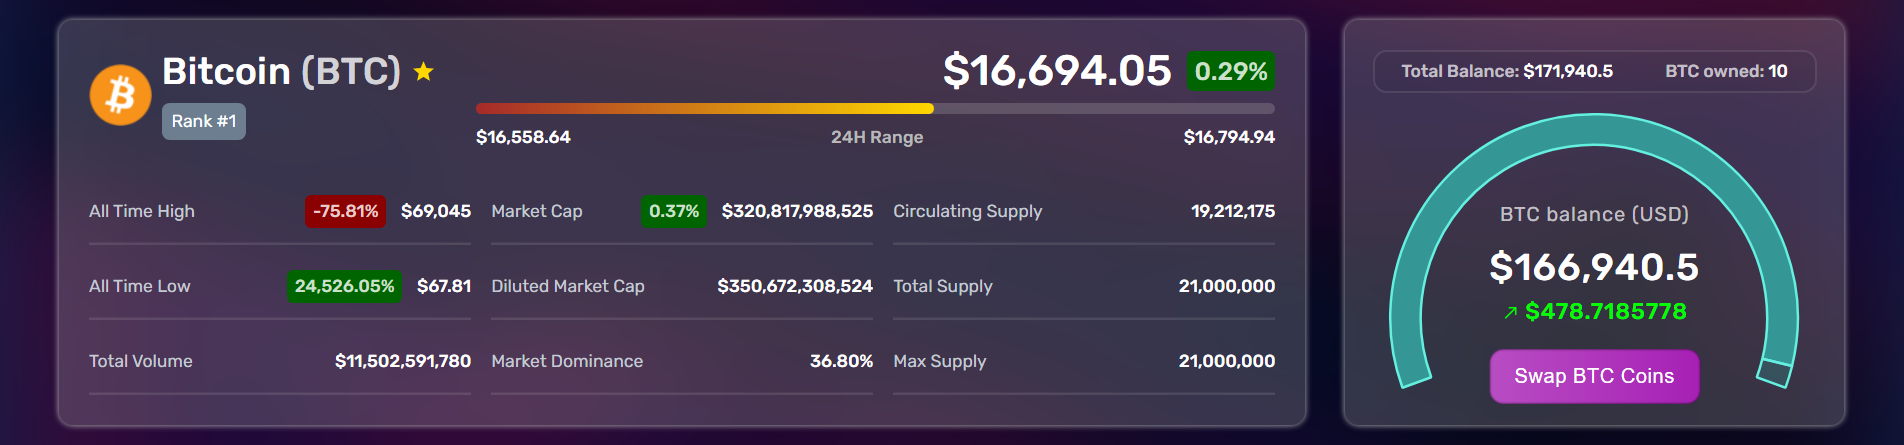 Bitcoin (BTC)
Rank #1
$16,694.05 0.29%
$16,558.64 24H Range $16,794.94
All Time High -75.81% $69,045
Market Cap 0.37% $320,817,988,525
Circulating Supply 19,212,175
All Time Low 24,526.05% $67.81
Diluted Market Cap $350,672,308,524
Total Supply 21,000,000
Total Volume $11,502,591,780
Market Dominance 36.80%
Max Supply 21,000,000
Total Balance: $171,940.5 BTC owned: 10
BTC balance (USD)
$166,940.5
↗ $478.7185778
Swap BTC Coins